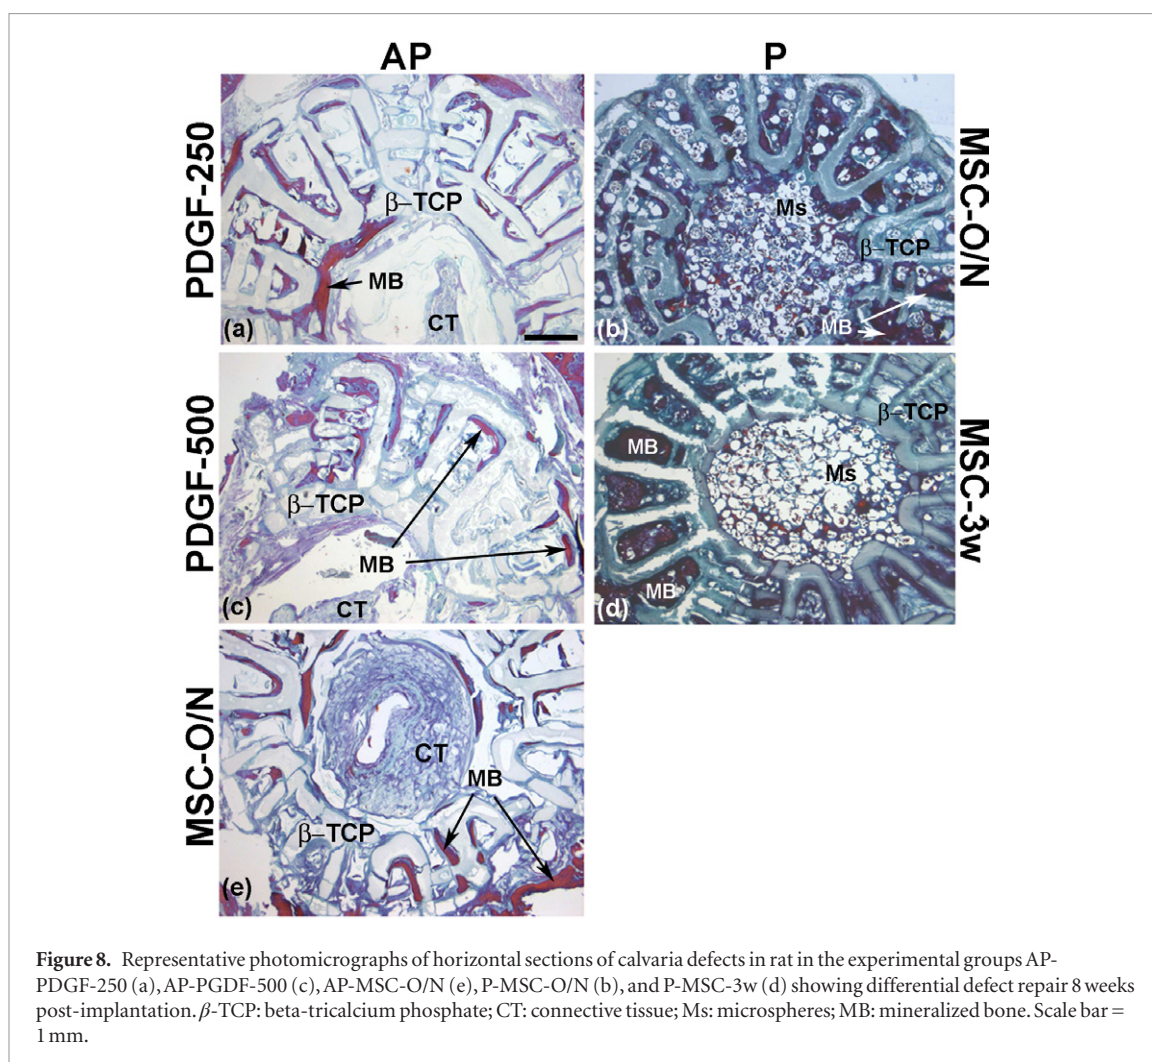 AP
P
PDGF-250
β–TCP
MB
CT
(a)
MSC-O/N
Ms
β–TCP
MB
(b)
PDGF-500
β–TCP
MB
CT
(c)
MSC-3w
β–TCP
MB
Ms
MB
(d)
MSC-O/N
CT
MB
β–TCP
(e)
Figure 8. Representative photomicrographs of horizontal sections of calvaria defects in rat in the experimental groups AP-
PDGF-250 (a), AP-PGDF-500 (c), AP-MSC-O/N (e), P-MSC-O/N (b), and P-MSC-3w (d) showing differential defect repair 8 weeks
post-implantation. β-TCP: beta-tricalcium phosphate; CT: connective tissue; Ms: microspheres; MB: mineralized bone. Scale bar =
1 mm.